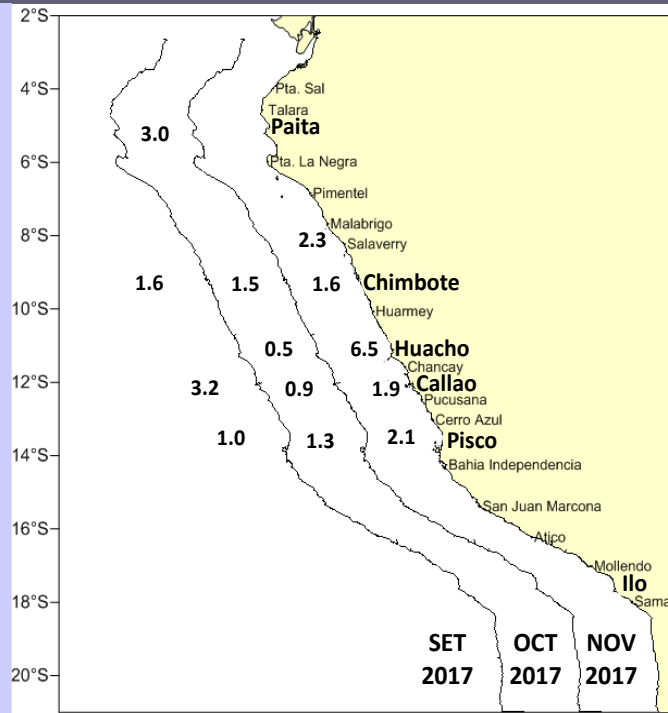 2°S
4°S
Pta. Sal
Talara
Paita
3.0
6°S
Pta. La Negra
Pimentel
Malabrigo
8°S
2.3
Salaverry
1.6
1.5
1.6
Chimbote
10°S
Huarmey
0.5
6.5
Huacho
Chancay
12°S
3.2
0.9
1.9
Callao
Pucusana
Cerro Azul
1.0
1.3
2.1
Pisco
14°S
Bahia Independencia
San Juan Marcona
16°S
Atico
Mollendo
Ilo
18°S
Sama
SET
2017
OCT
2017
NOV
2017
20°S